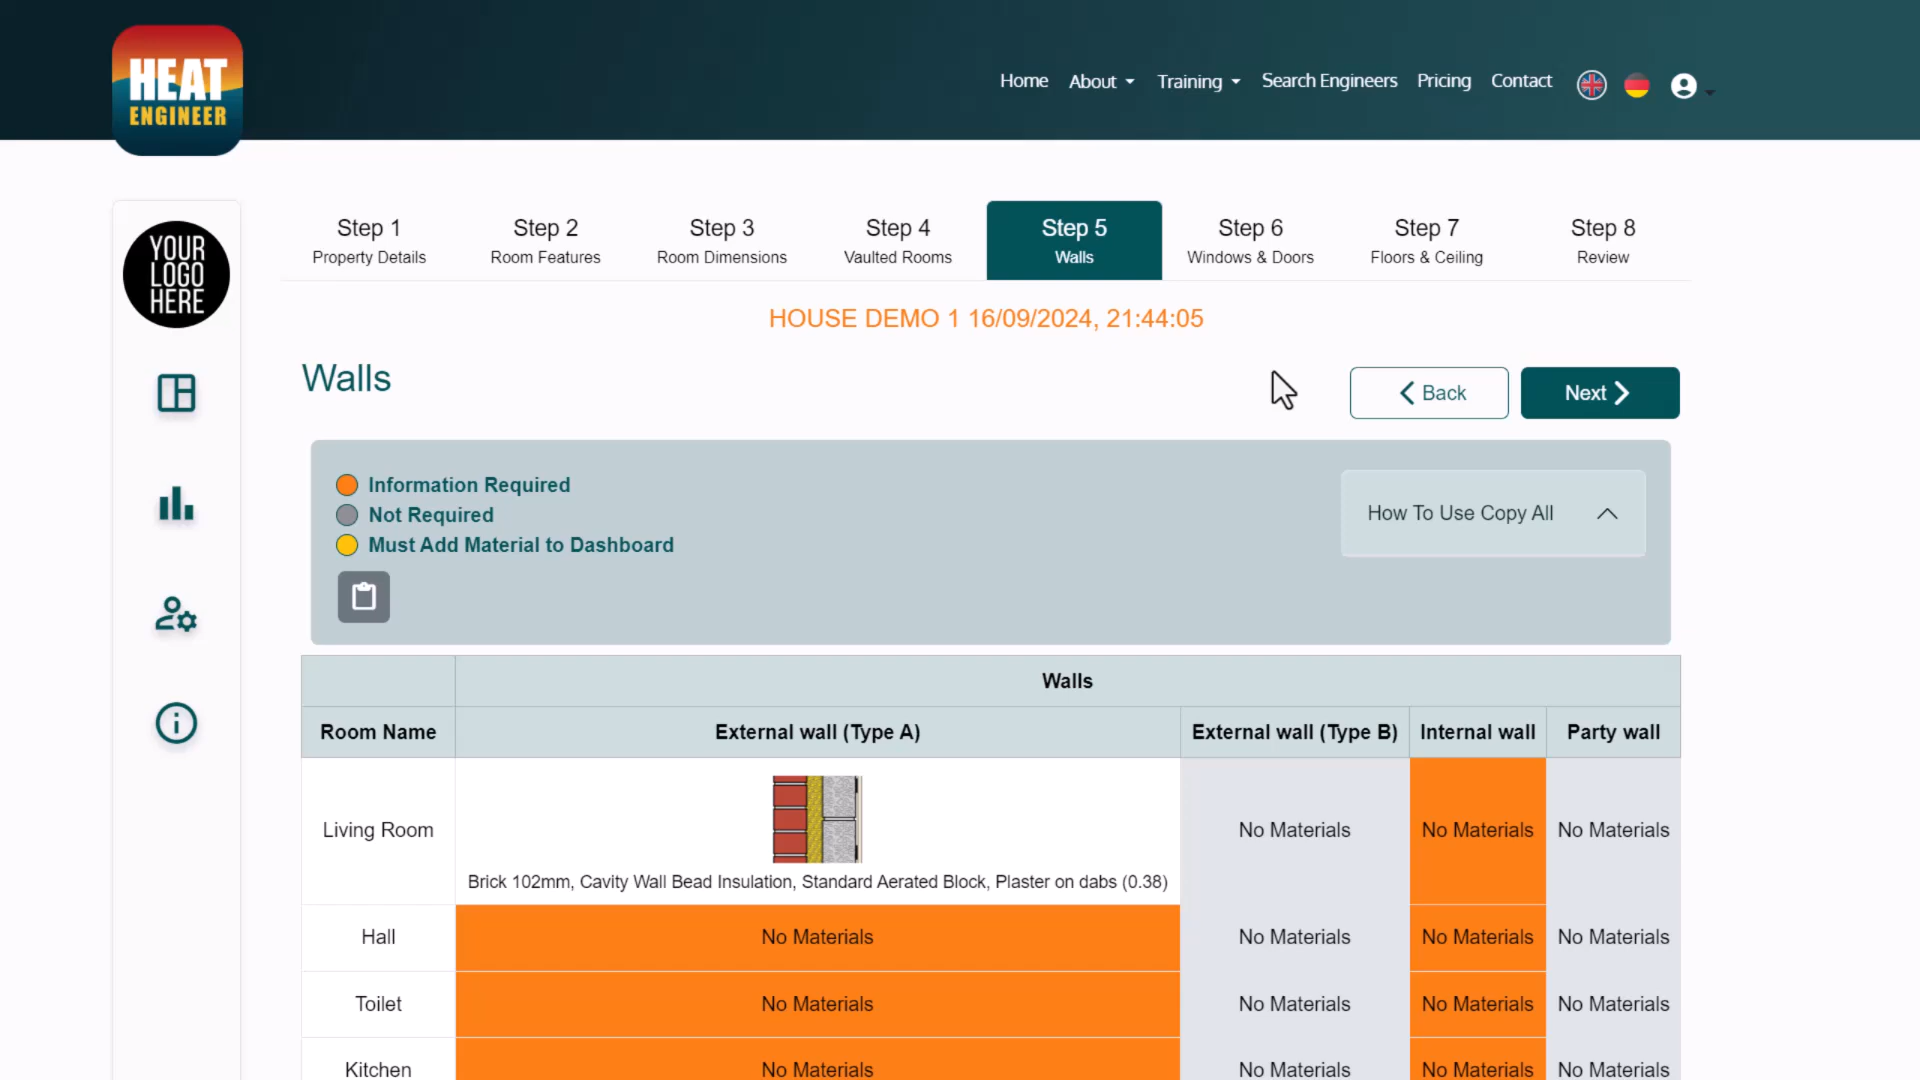 HEAT
ENGINEER
Home
About
Training
Search Engineers
Pricing
Contact
YOUR
LOGO
HERE
Step 1
Property Details
Step 2
Room Features
Step 3
Room Dimensions
Step 4
Vaulted Rooms
Step 5
Walls
Step 6
Windows & Doors
Step 7
Floors & Ceiling
Step 8
Review
HOUSE DEMO 1 16/09/2024, 21:44:05
Walls
Back
Next
Information Required
Not Required
Must Add Material to Dashboard
How To Use Copy All
Walls
Room Name
External wall (Type A)
External wall (Type B)
Internal wall
Party wall
Living Room
Brick 102mm, Cavity Wall Bead Insulation, Standard Aerated Block, Plaster on dabs (0.38)
No Materials
No Materials
No Materials
Hall
No Materials
No Materials
No Materials
No Materials
Toilet
No Materials
No Materials
No Materials
No Materials
Kitchen
No Materials
No Materials
No Materials
No Materials